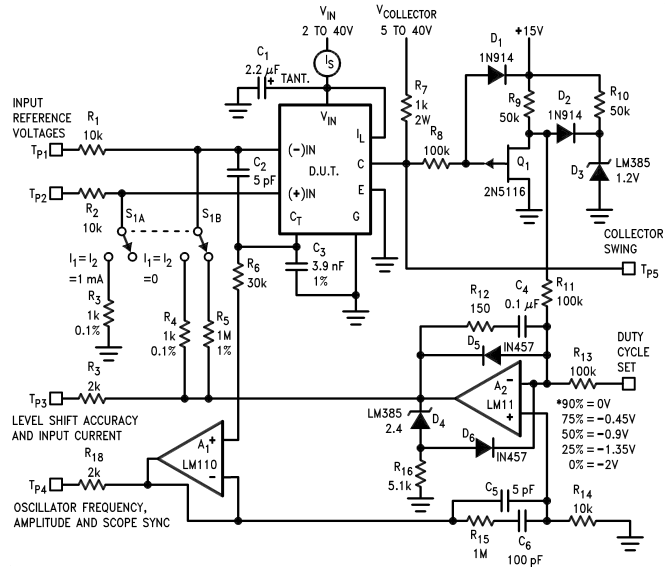 V_IN
2 TO 40V
V_COLLECTOR
5 TO 40V
+15V
C1
2.2 μF
+ TANT.
I_S
D1
1N914
R7
1k
2W
R9
50k
D2
1N914
R10
50k
INPUT
REFERENCE
VOLTAGES
R1
10k
T_P1
V_IN
I_L
(−)IN
C
D.U.T.
(+)IN
E
C_T
G
R8
100k
Q1
2N5116
D3
LM385
1.2V
C2
5 pF
T_P2
R2
10k
S1A
S1B
COLLECTOR
SWING
T_P5
I1=I2
=1 mA
I1=I2
=0
R6
30k
C3
3.9 nF
1%
R3
1k
0.1%
R4
1k
0.1%
R5
1M
1%
R12
150
C4
0.1 μF
R11
100k
D5
IN457
R13
100k
DUTY
CYCLE
SET
R3
2k
T_P3
LEVEL SHIFT ACCURACY
AND INPUT CURRENT
A2
−
LM11
+
LM385
2.4
D4
D6
IN457
*90% = 0V
75% = −0.45V
50% = −0.9V
25% = −1.35V
0% = −2V
R18
2k
T_P4
A1
+
LM110
−
R16
5.1k
OSCILLATOR FREQUENCY,
AMPLITUDE AND SCOPE SYNC
C5
5 pF
R15
1M
C6
100 pF
R14
10k